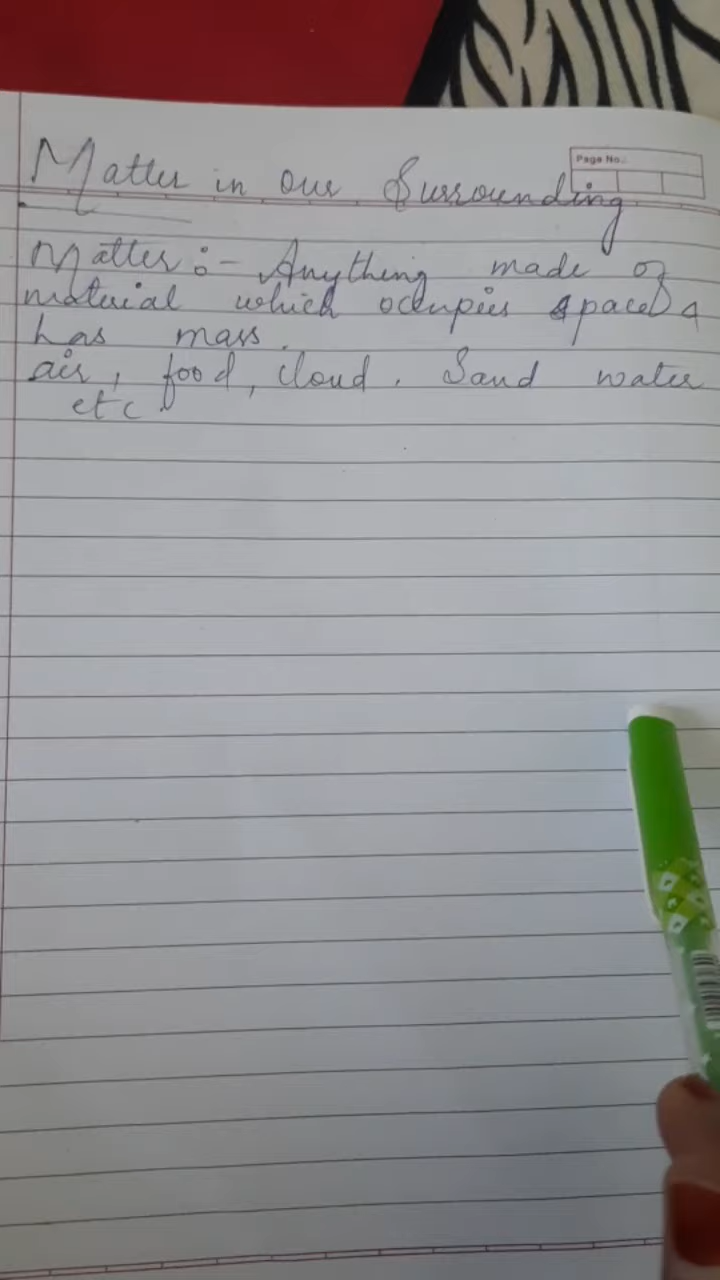 Matter in our Surrounding
Page No.:
Matter :- Anything made of
material which occupies space &
has mass.
air, food, cloud. Sand water
etc